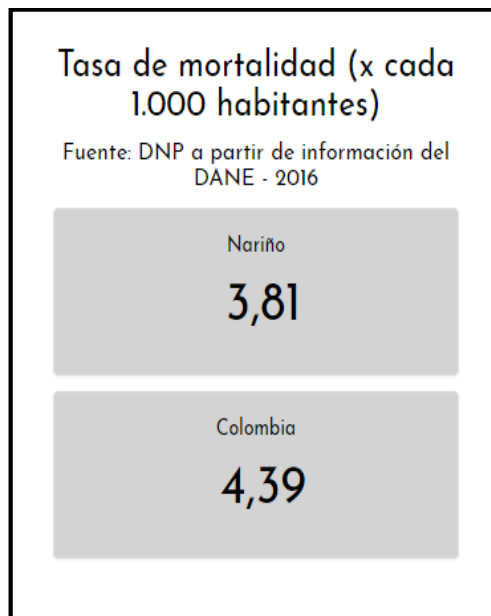 Tasa de mortalidad (x cada
1.000 habitantes)
Fuente: DNP a partir de información del
DANE - 2016
Nariño
3,81
Colombia
4,39